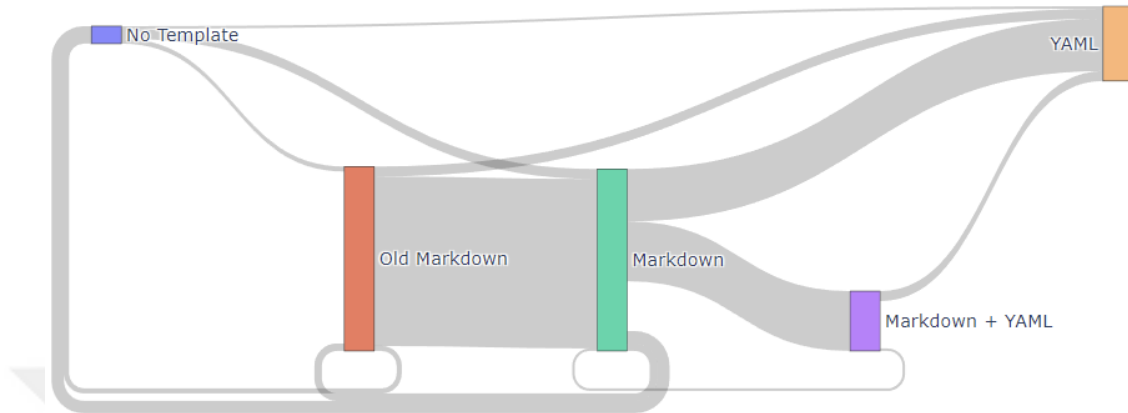 No Template
YAML
Old Markdown
Markdown
Markdown + YAML